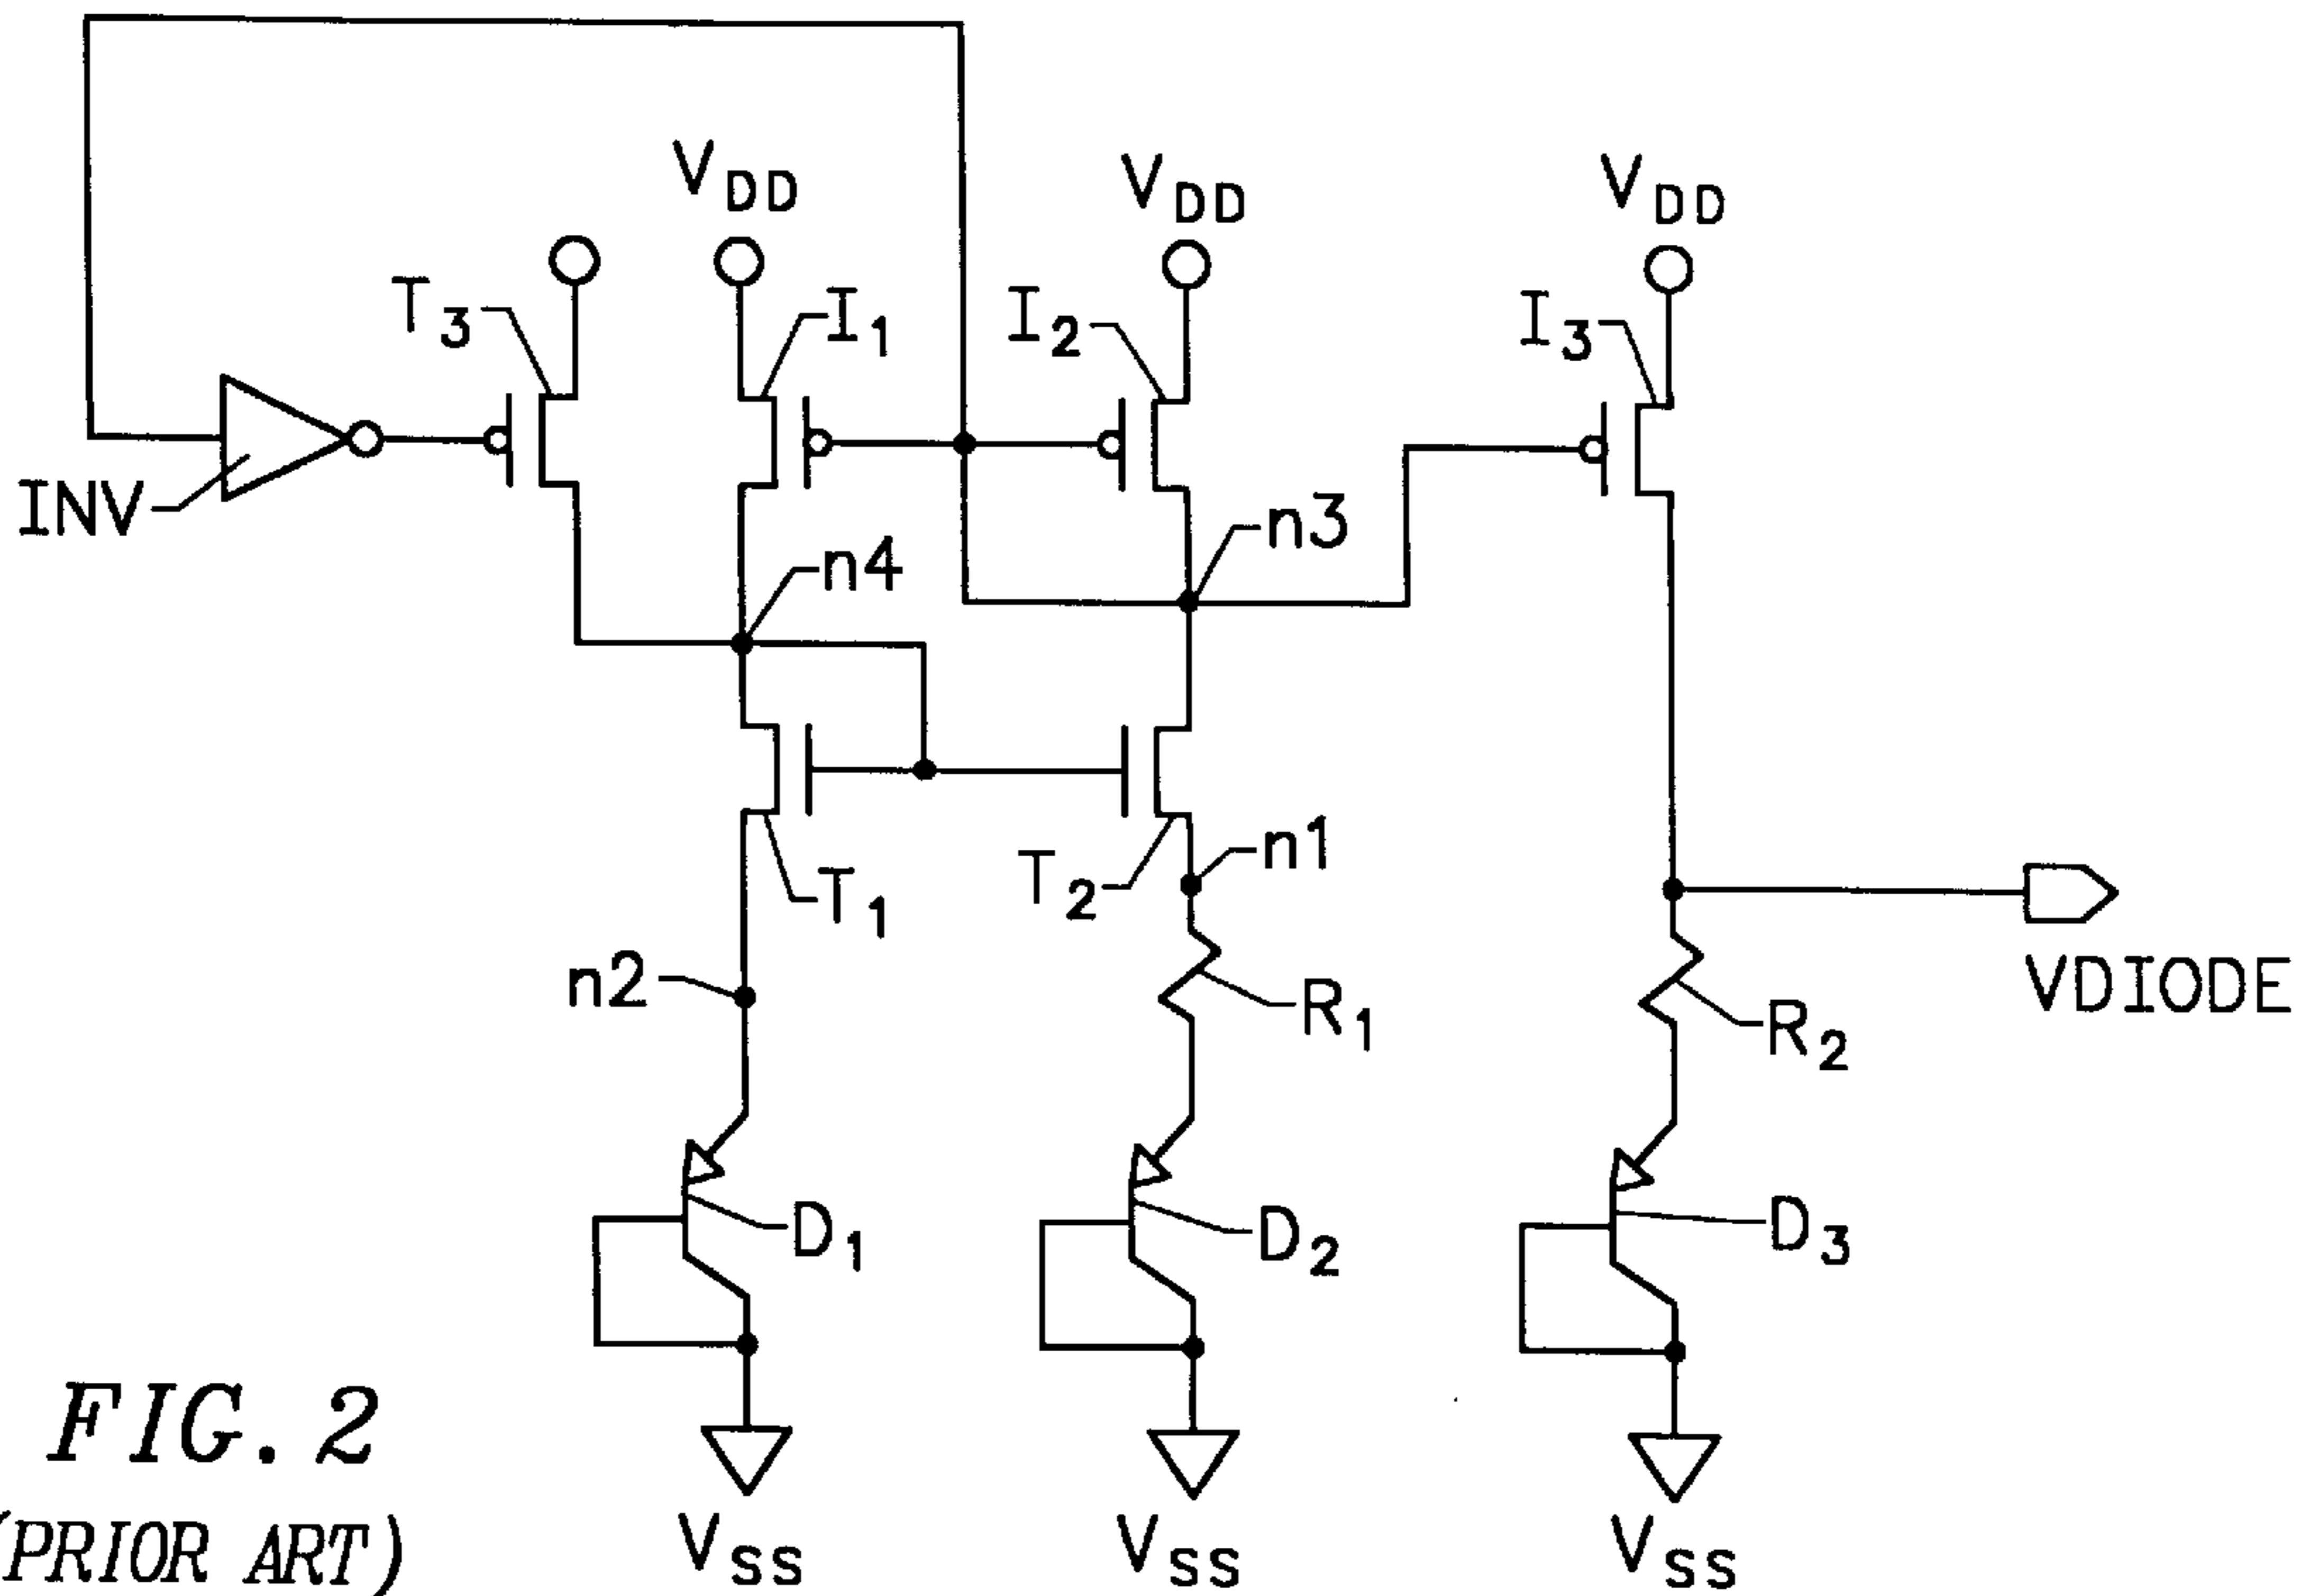 VDD
VDD
VDD
T3
I1
I2
I3
INV
n3
n4
n1
T1
T2
n2
R1
R2
VDIODE
D1
D2
D3
FIG. 2
(PRIOR ART)
VSS
VSS
VSS